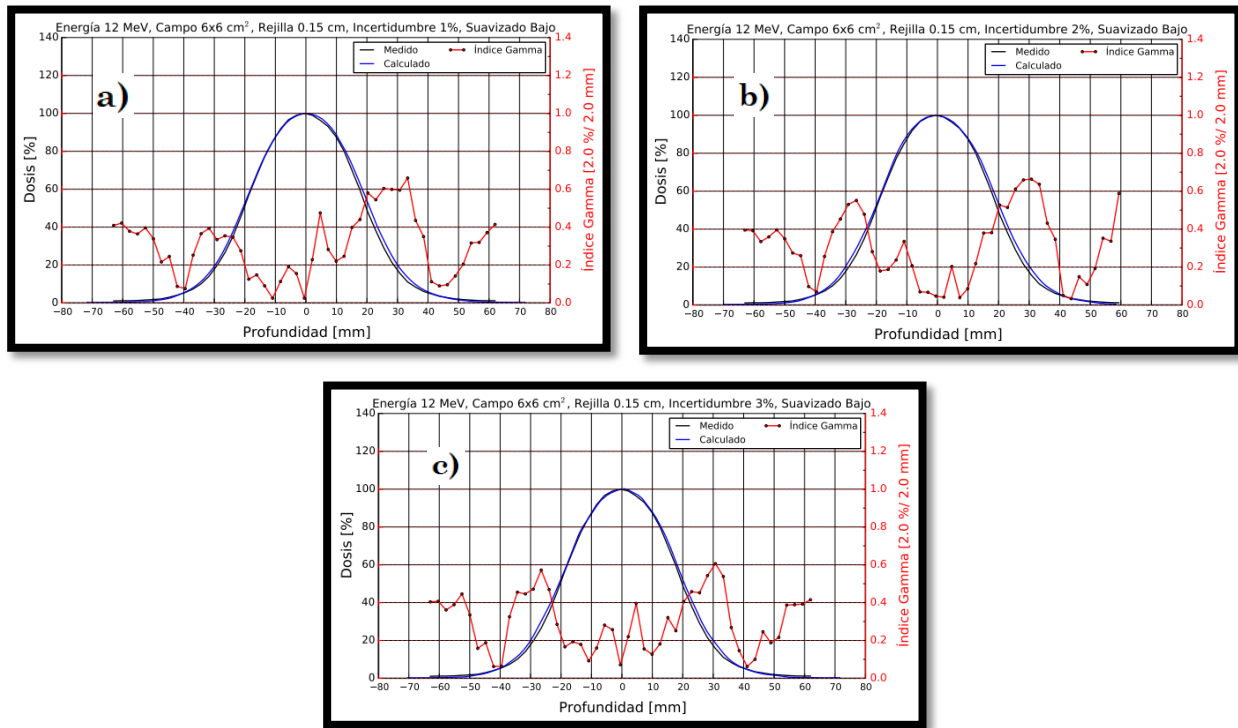 Energía 12 MeV, Campo 6x6 cm², Rejilla 0.15 cm, Incertidumbre 1%, Suavizado Bajo
a)
Medido
Calculado
Índice Gamma
Dosis [%]
140
120
100
80
60
40
20
0
Índice Gamma [2.0 %/ 2.0 mm]
1.4
1.2
1.0
0.8
0.6
0.4
0.2
0.0
−80 −70 −60 −50 −40 −30 −20 −10 0 10 20 30 40 50 60 70 80
Profundidad [mm]
Energía 12 MeV, Campo 6x6 cm², Rejilla 0.15 cm, Incertidumbre 2%, Suavizado Bajo
b)
Medido
Calculado
Índice Gamma
Dosis [%]
140
120
100
80
60
40
20
0
Índice Gamma [2.0 %/ 2.0 mm]
1.4
1.2
1.0
0.8
0.6
0.4
0.2
0.0
−80 −70 −60 −50 −40 −30 −20 −10 0 10 20 30 40 50 60 70 80
Profundidad [mm]
Energía 12 MeV, Campo 6x6 cm², Rejilla 0.15 cm, Incertidumbre 3%, Suavizado Bajo
c)
Medido
Calculado
Índice Gamma
Dosis [%]
140
120
100
80
60
40
20
0
Índice Gamma [2.0 %/ 2.0 mm]
1.4
1.2
1.0
0.8
0.6
0.4
0.2
0.0
−80 −70 −60 −50 −40 −30 −20 −10 0 10 20 30 40 50 60 70 80
Profundidad [mm]